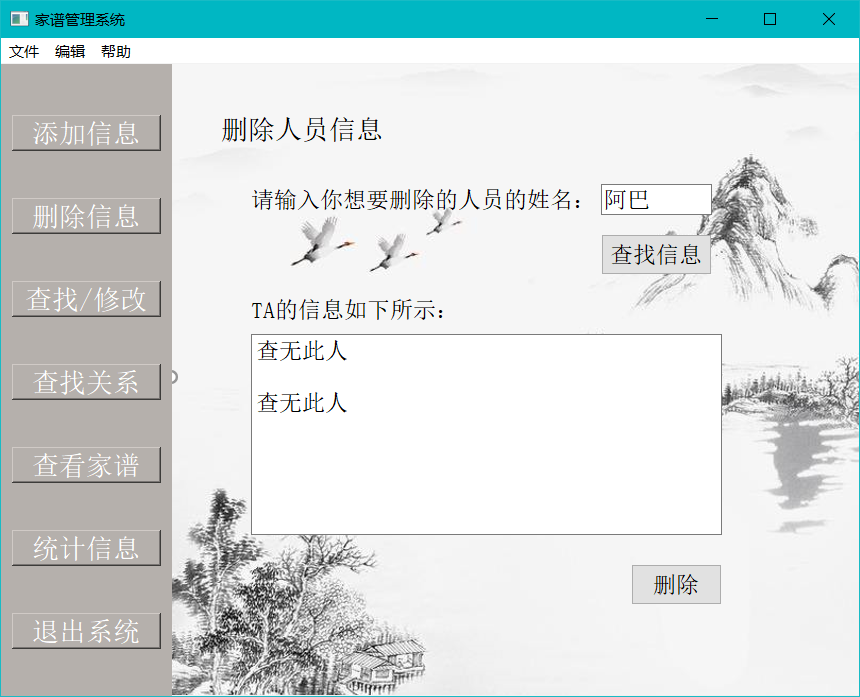 家谱管理系统
文件 编辑 帮助
添加信息
删除信息
查找/修改
查找关系
查看家谱
统计信息
退出系统
删除人员信息
请输入你想要删除的人员的姓名： 阿巴
查找信息
TA的信息如下所示：
查无此人
查无此人
删除